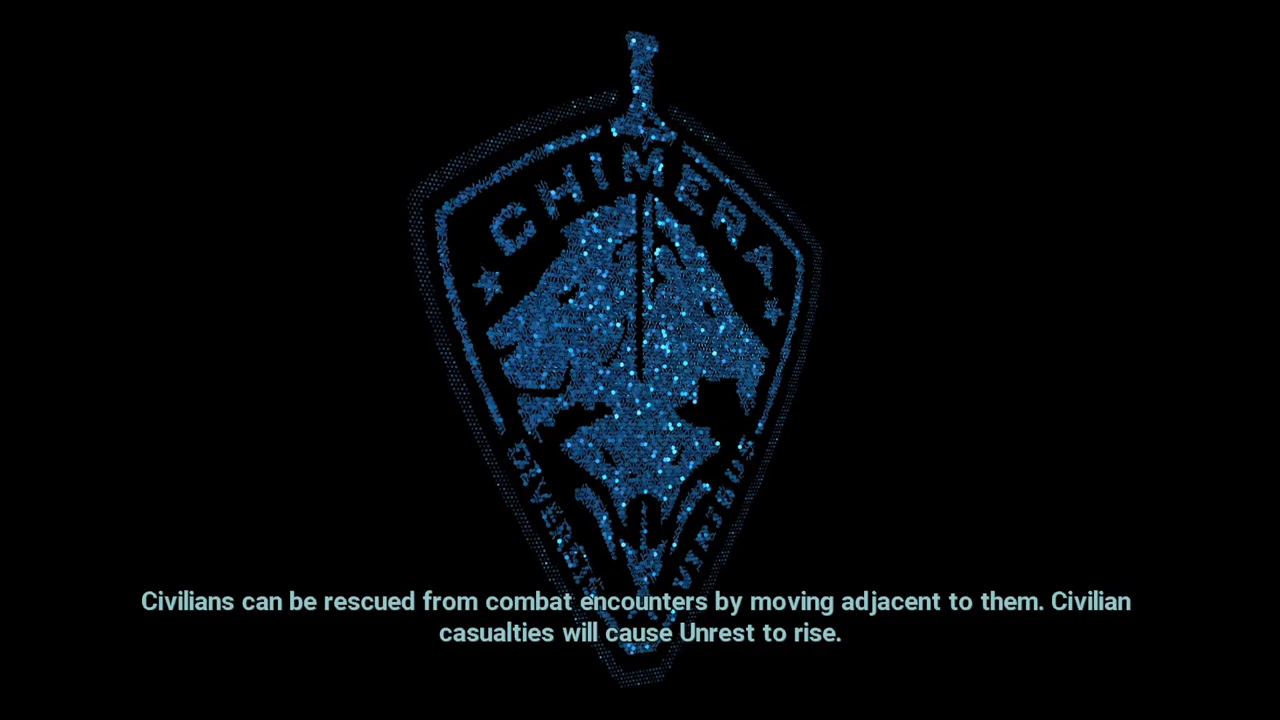 CHIMERA
Civilians can be rescued from combat encounters by moving adjacent to them. Civilian
casualties will cause Unrest to rise.